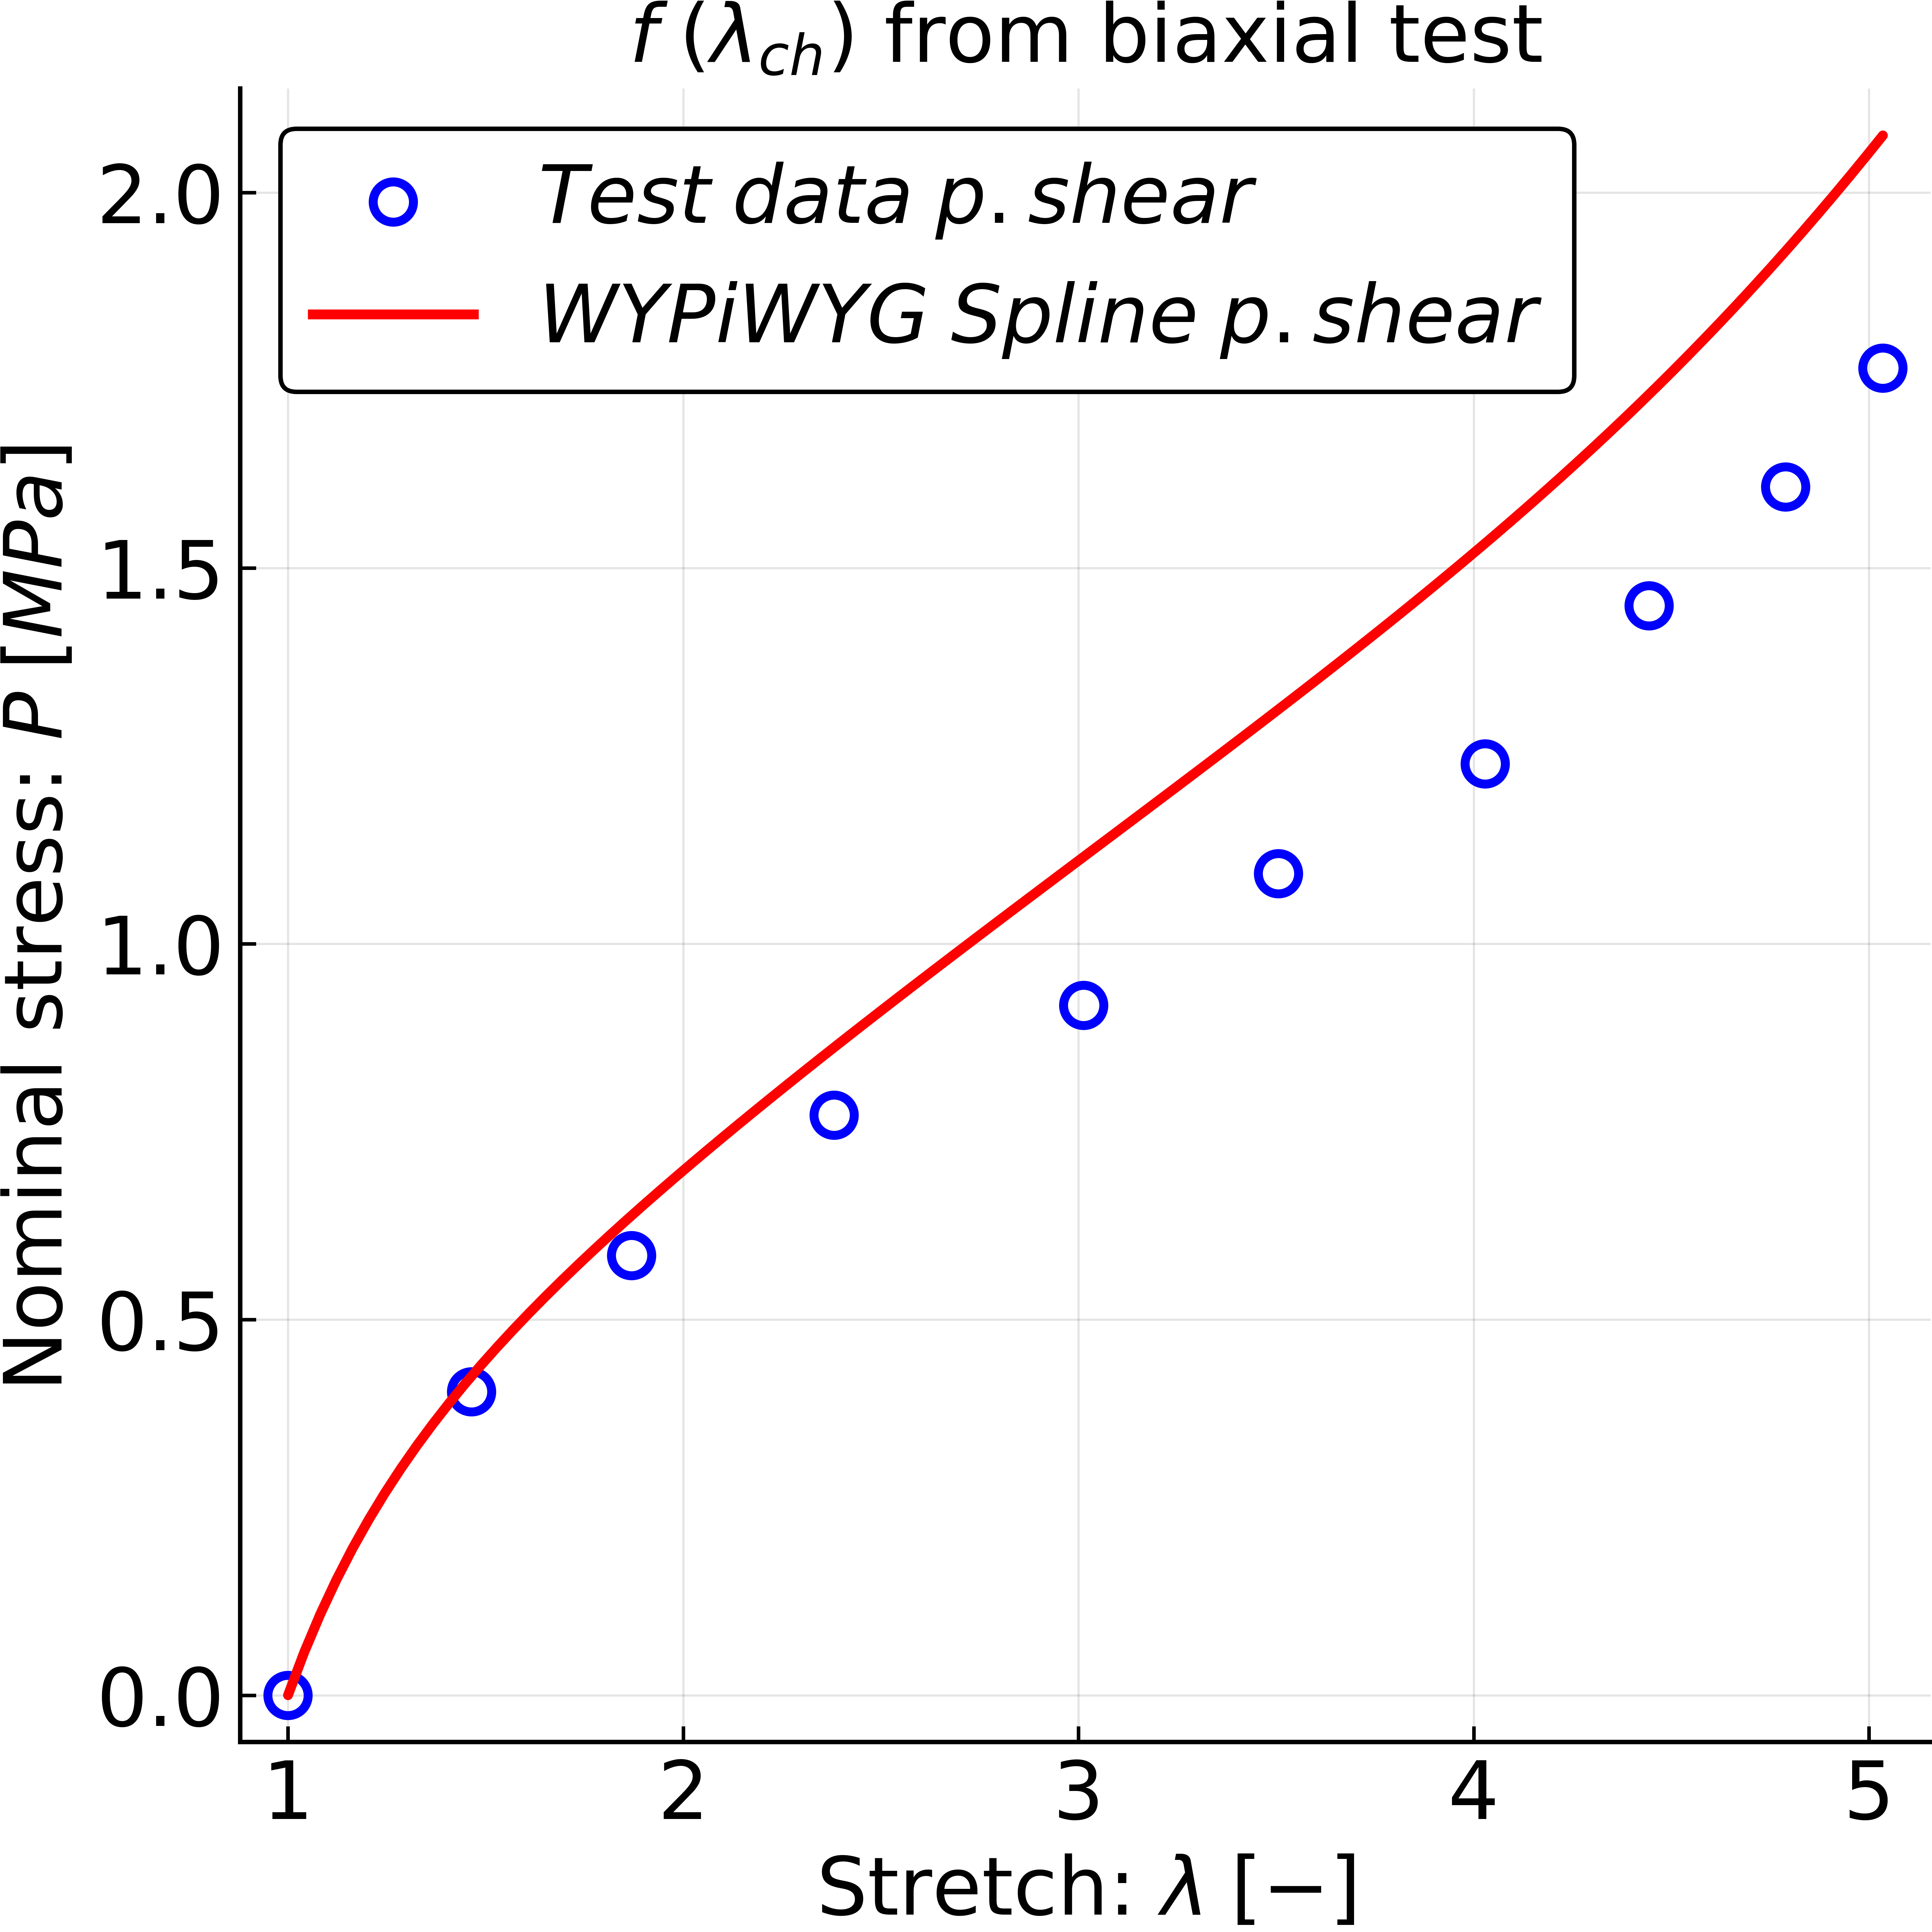 f (λ_ch) from biaxial test
Test data p. shear
WYPiWYG Spline p. shear
Nominal stress: P [MPa]
2.0
1.5
1.0
0.5
0.0
1 2 3 4 5
Stretch: λ [−]